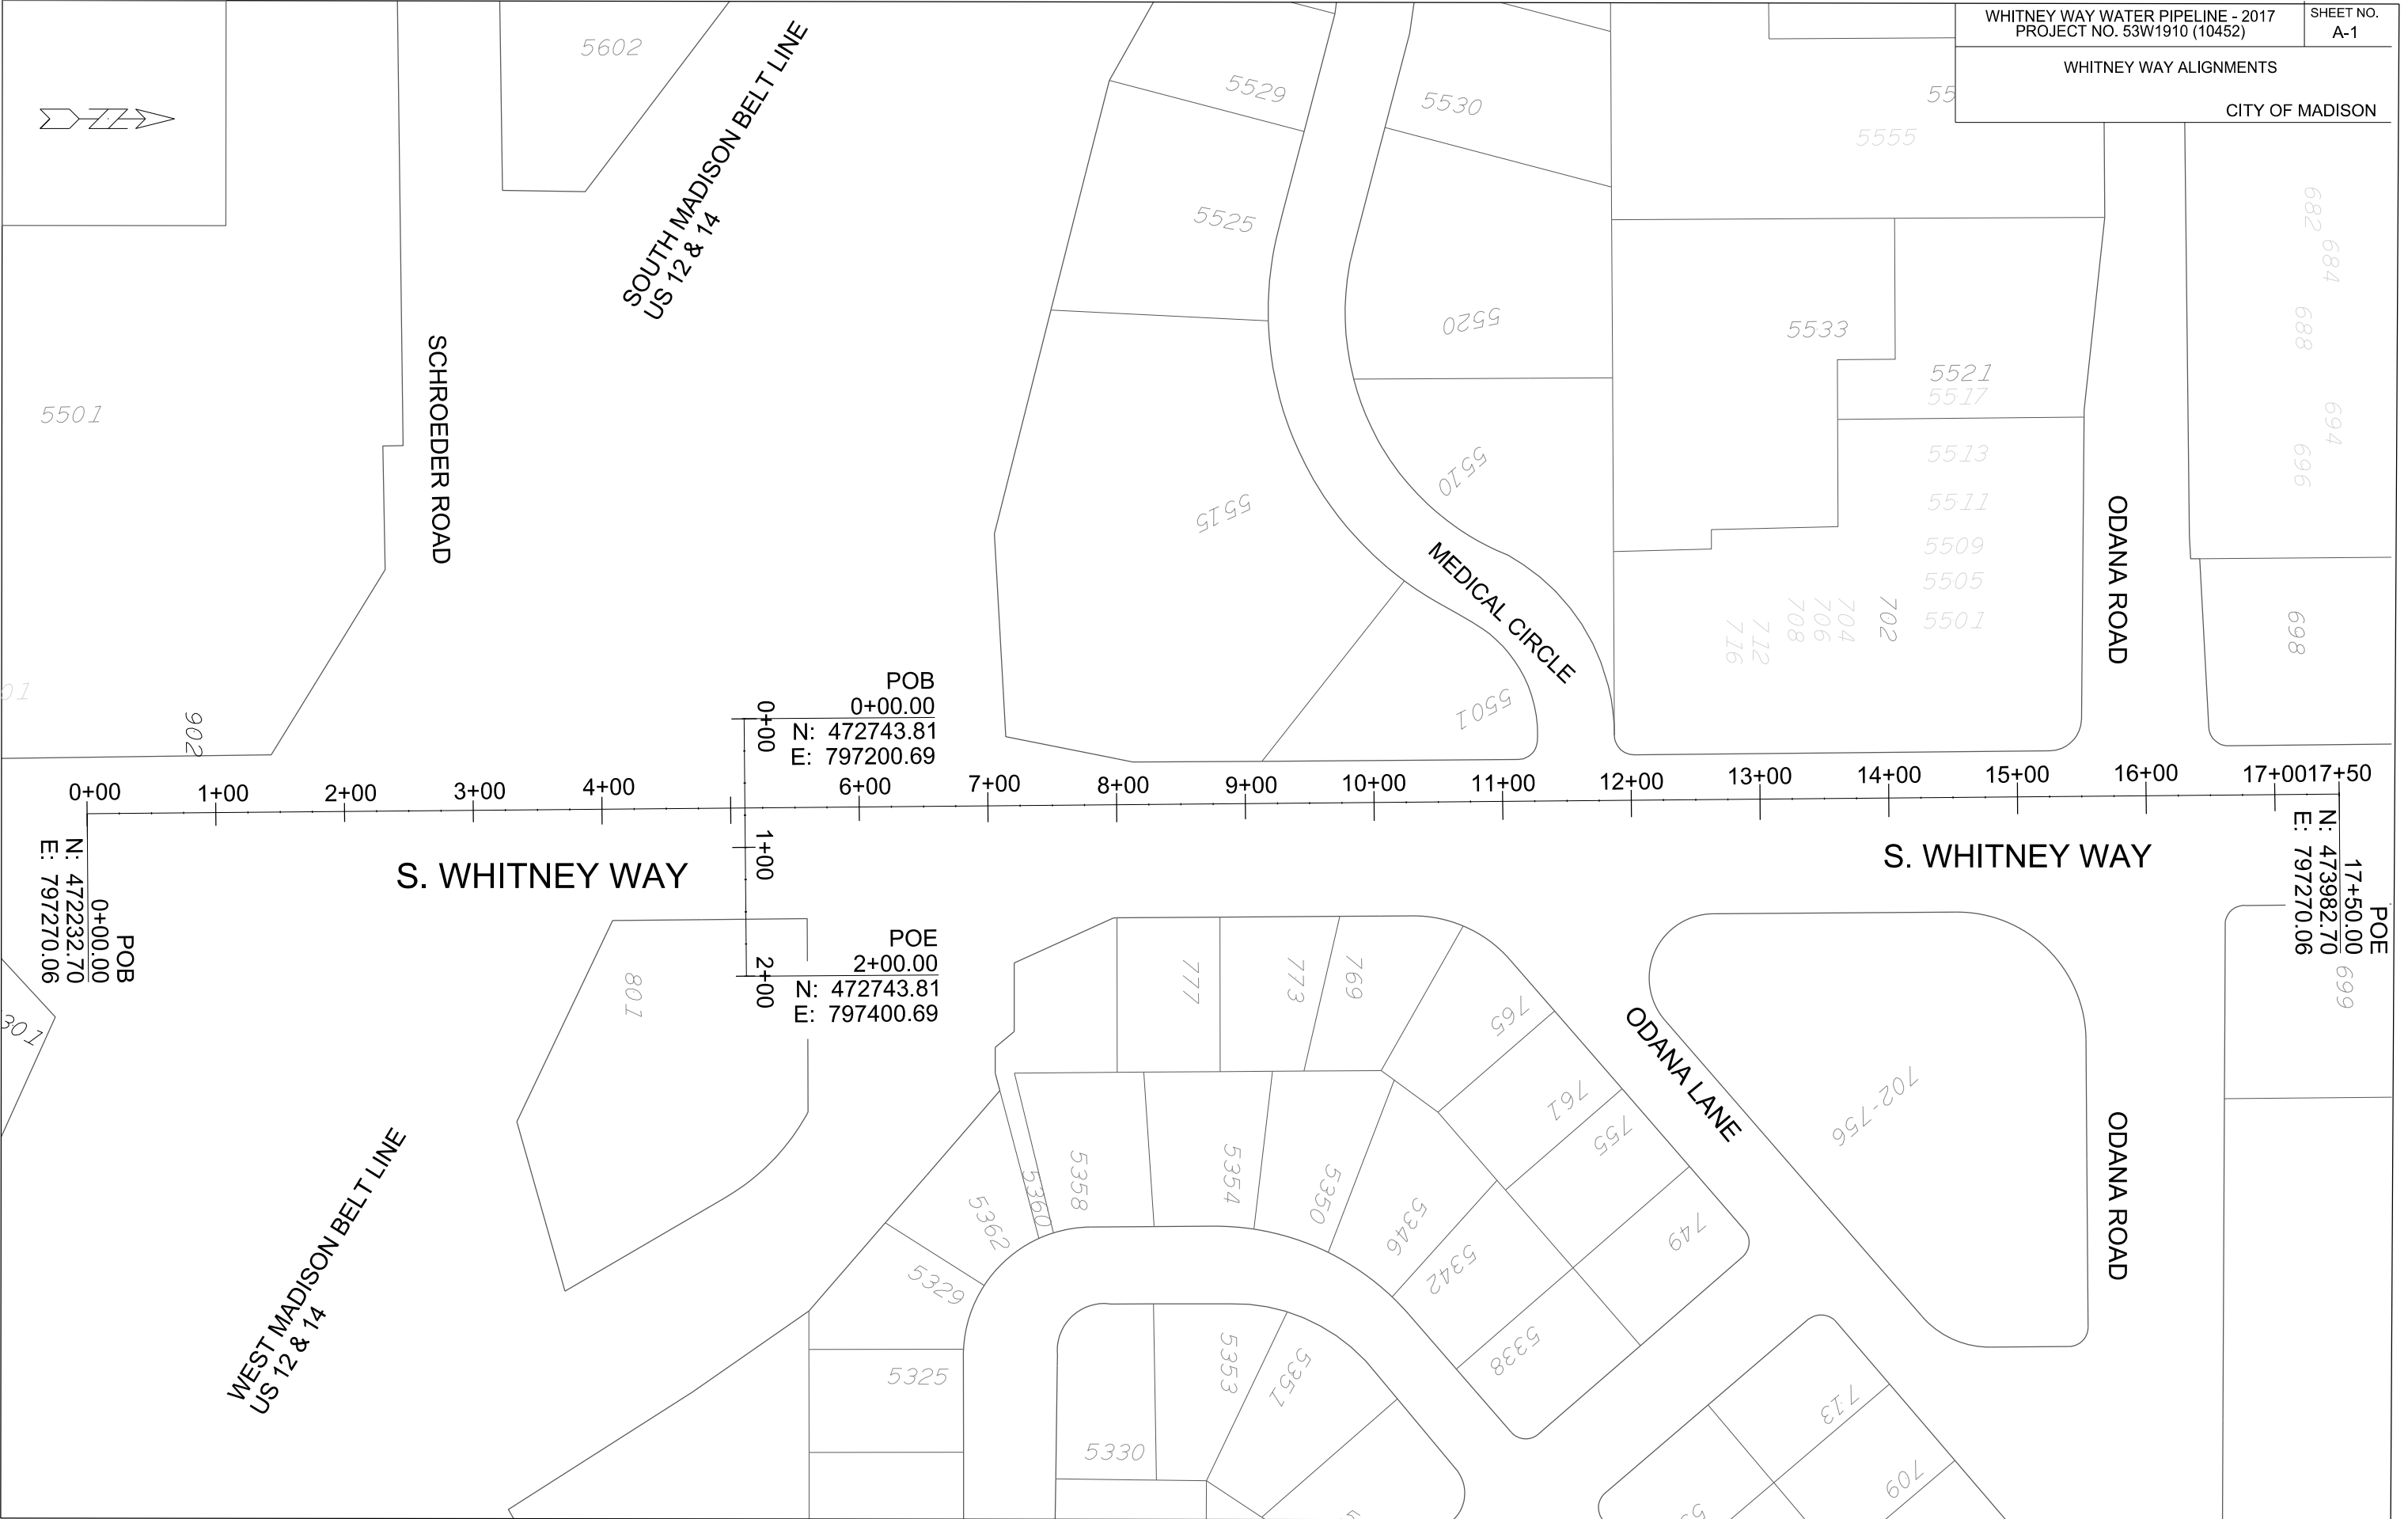 WHITNEY WAY WATER PIPELINE - 2017
PROJECT NO. 53W1910 (10452)
SHEET NO.
A-1
WHITNEY WAY ALIGNMENTS
CITY OF MADISON
N
5602
SOUTH MADISON BELT LINE
US 12 & 14
5529
5530
55
5555
5525
5520
5533
5521
5517
5513
5511
5509
5505
5501
682
684
688
694
696
698
5501
SCHROEDER ROAD
5515
5510
MEDICAL CIRCLE
5501
716
712
708
706
704
702
ODANA ROAD
01
902
POB
0+00.00
N: 472743.81
E: 797200.69
0+00
1+00
2+00
0+00
1+00
2+00
3+00
4+00
6+00
7+00
8+00
9+00
10+00
11+00
12+00
13+00
14+00
15+00
16+00
17+00
17+50
POB
0+00.00
N: 472232.70
E: 797270.06
S. WHITNEY WAY
S. WHITNEY WAY
POE
17+50.00
N: 473982.70
E: 797270.06
POE
2+00.00
N: 472743.81
E: 797400.69
801
301
777
773
769
765
761
755
749
ODANA LANE
702-756
699
ODANA ROAD
WEST MADISON BELT LINE
US 12 & 14
5362
5360
5358
5354
5350
5346
5342
5338
5329
5325
5330
5353
5351
713
709